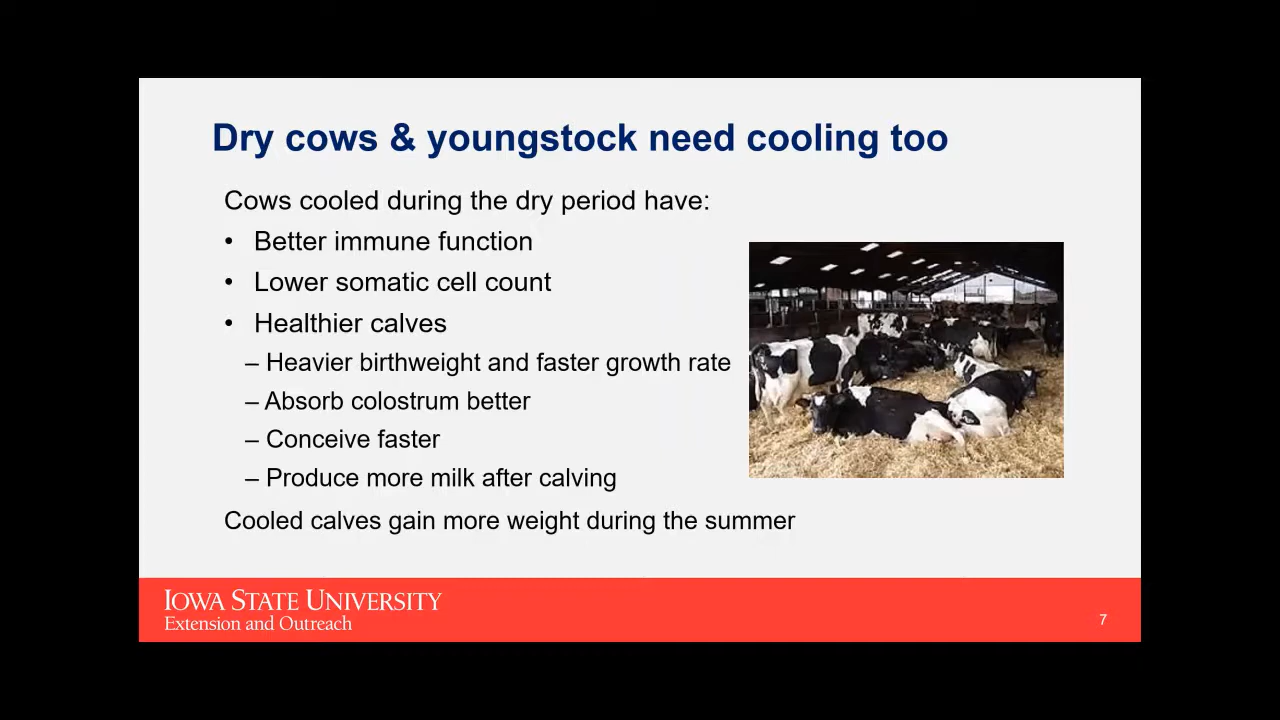 Dry cows & youngstock need cooling too
Cows cooled during the dry period have:
• Better immune function
• Lower somatic cell count
• Healthier calves
– Heavier birthweight and faster growth rate
– Absorb colostrum better
– Conceive faster
– Produce more milk after calving
Cooled calves gain more weight during the summer
IOWA STATE UNIVERSITY
Extension and Outreach
7